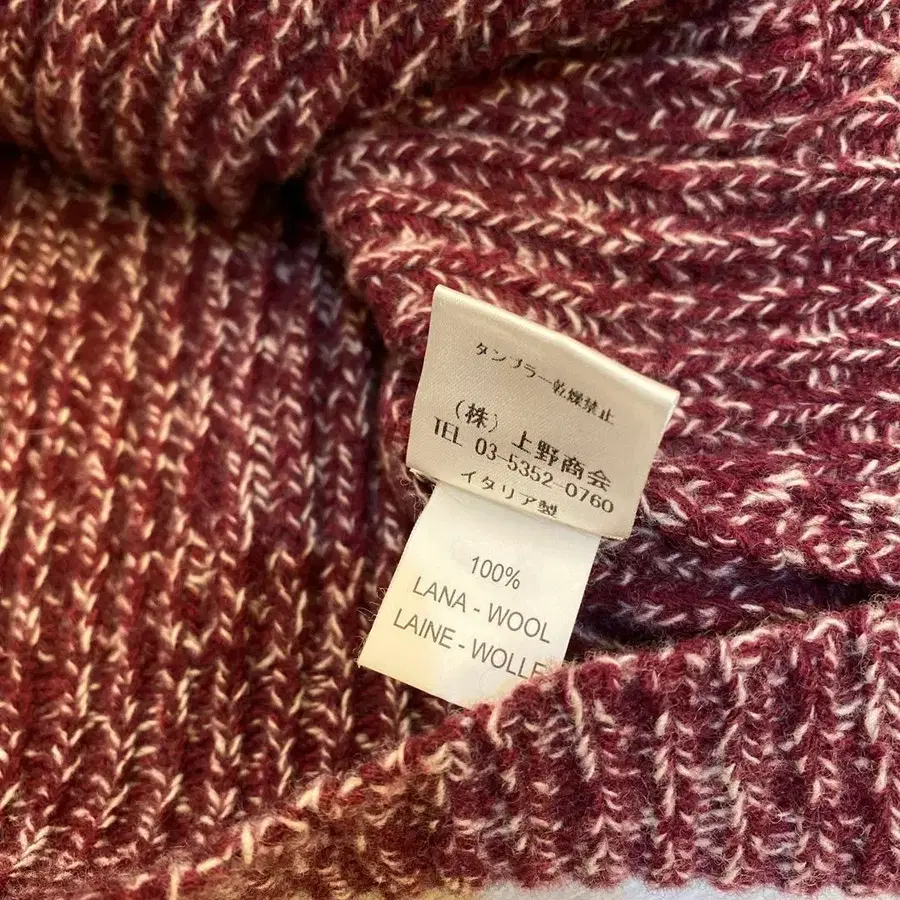 タンブラー乾燥禁止
（株）上野商会
TEL 03-5352-0760
イタリア製
100%
LANA - WOOL
LAINE - WOLLE